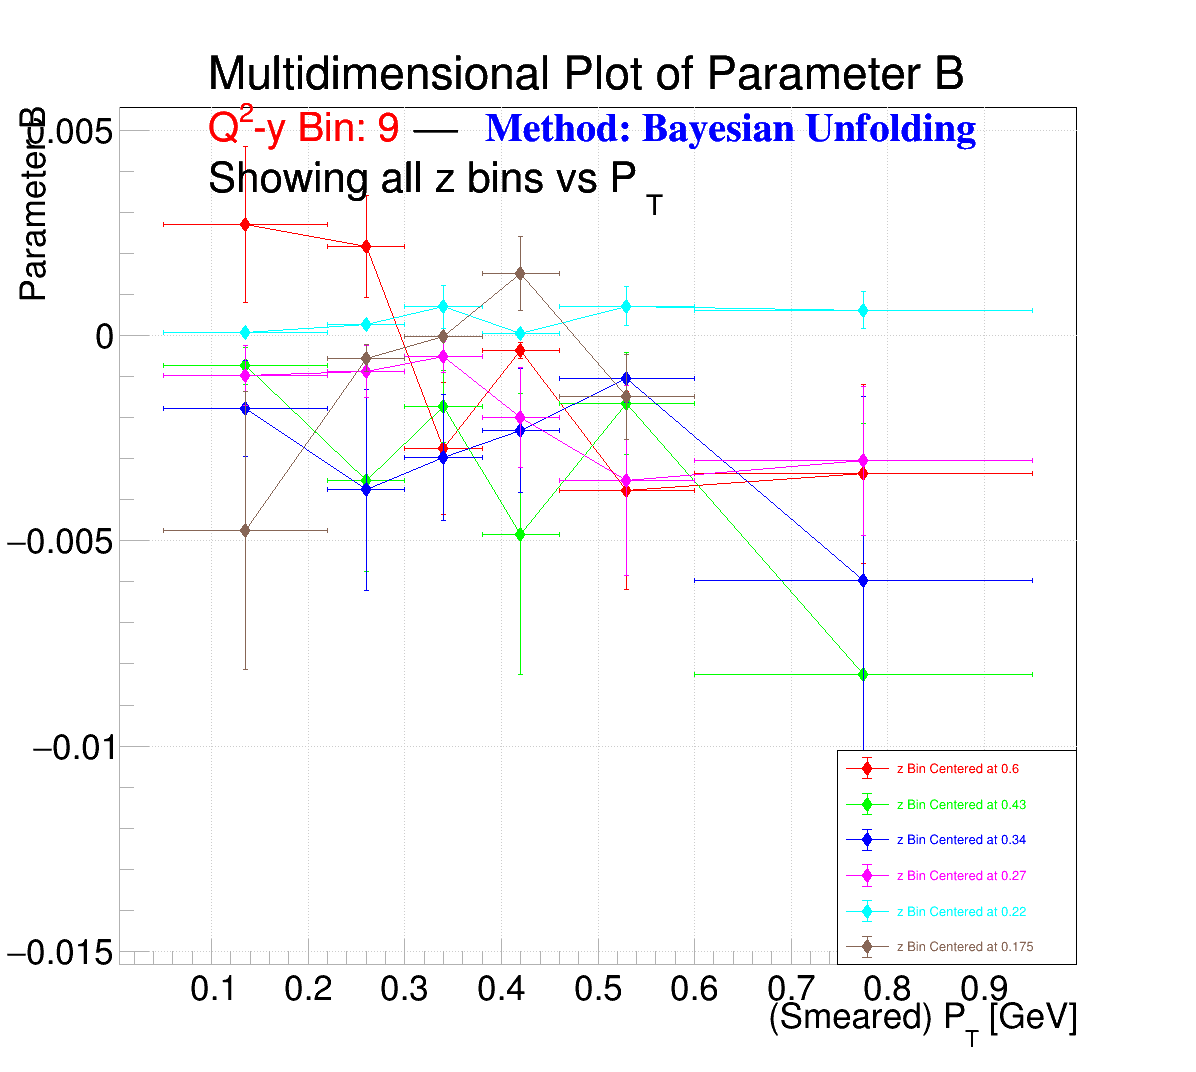 Multidimensional Plot of Parameter B
Q²-y Bin: 9 — Method: Bayesian Unfolding
Showing all z bins vs P_T
Parameter B
0.005
0
−0.005
−0.01
−0.015
z Bin Centered at 0.6
z Bin Centered at 0.43
z Bin Centered at 0.34
z Bin Centered at 0.27
z Bin Centered at 0.22
z Bin Centered at 0.175
0.1 0.2 0.3 0.4 0.5 0.6 0.7 0.8 0.9
(Smeared) P_T [GeV]